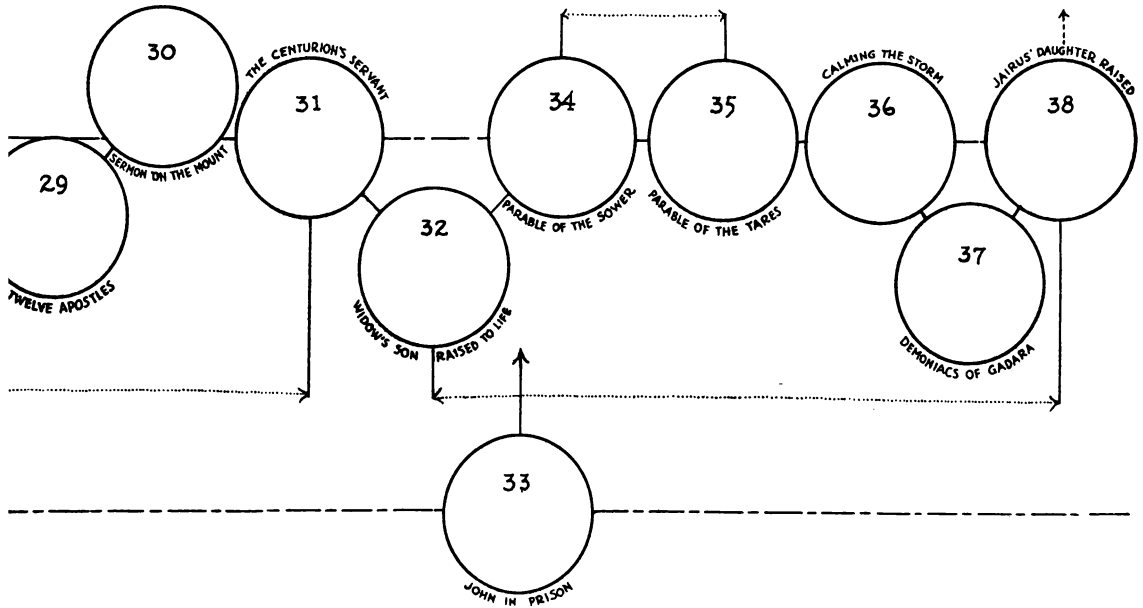 29
TWELVE APOSTLES
30
SERMON ON THE MOUNT
31
THE CENTURION'S SERVANT
32
WIDOW'S SON RAISED TO LIFE
33
JOHN IN PRISON
34
PARABLE OF THE SOWER
35
PARABLE OF THE TARES
36
CALMING THE STORM
37
DEMONIACS OF GADARA
38
JAIRUS' DAUGHTER RAISED